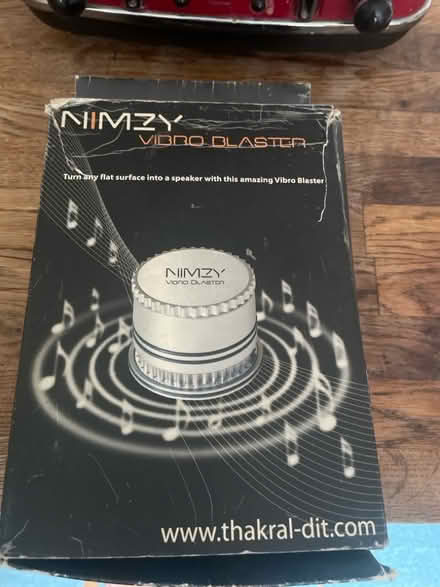 NIMZY
VIBRO BLASTER
Turn any flat surface into a speaker with this amazing Vibro Blaster
NIMZY
VIBRO BLASTER
www.thakral-dit.com